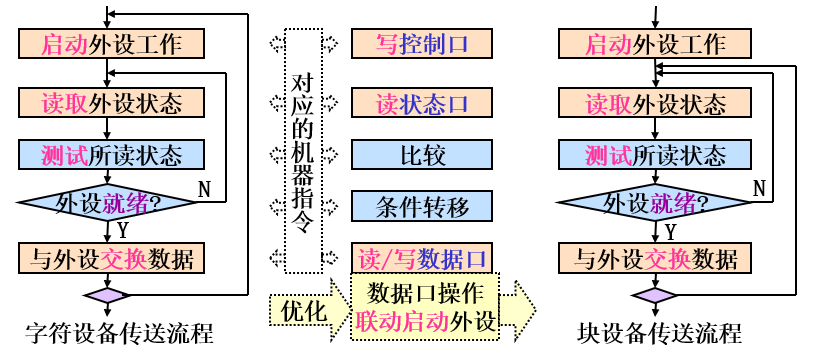 启动外设工作
读取外设状态
测试所读状态
外设就绪?
N
Y
与外设交换数据
字符设备传送流程
对应的机器指令
写控制口
读状态口
比较
条件转移
读/写数据口
优化
数据口操作
联动启动外设
启动外设工作
读取外设状态
测试所读状态
外设就绪?
N
Y
与外设交换数据
块设备传送流程